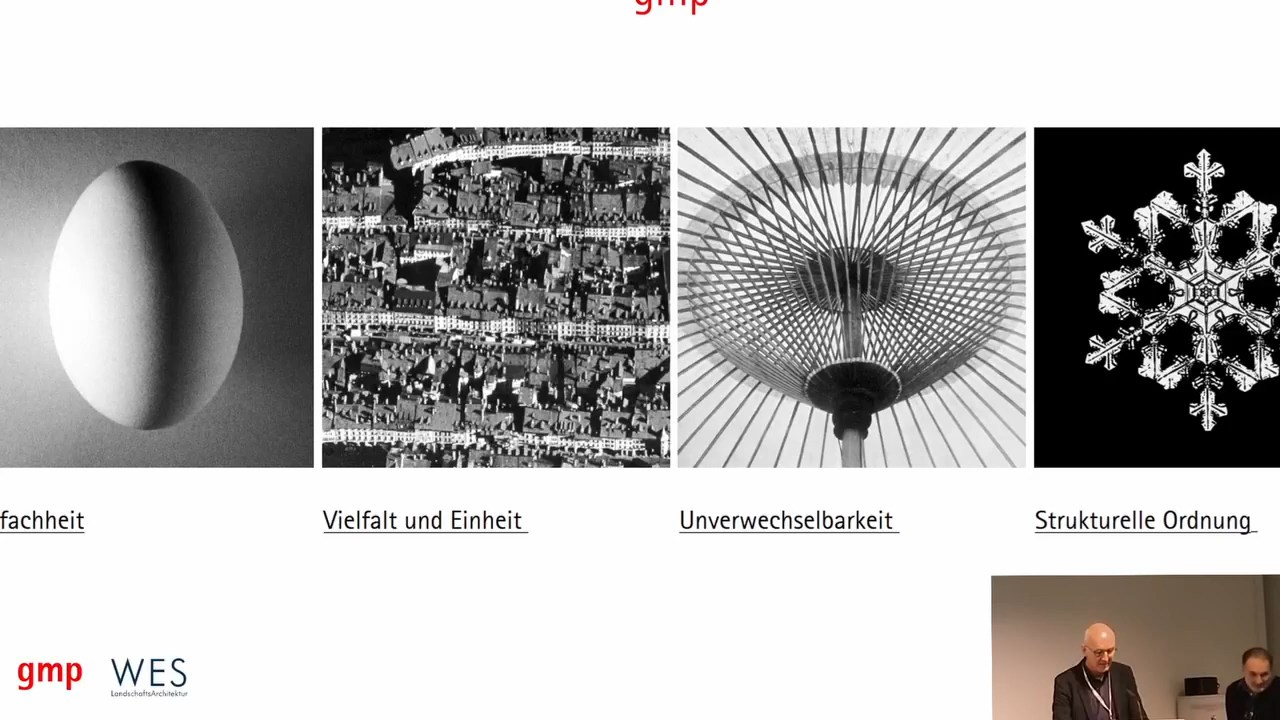 gmp
fachheit
Vielfalt und Einheit
Unverwechselbarkeit
Strukturelle Ordnung
gmp WES
LandschaftsArchitektur